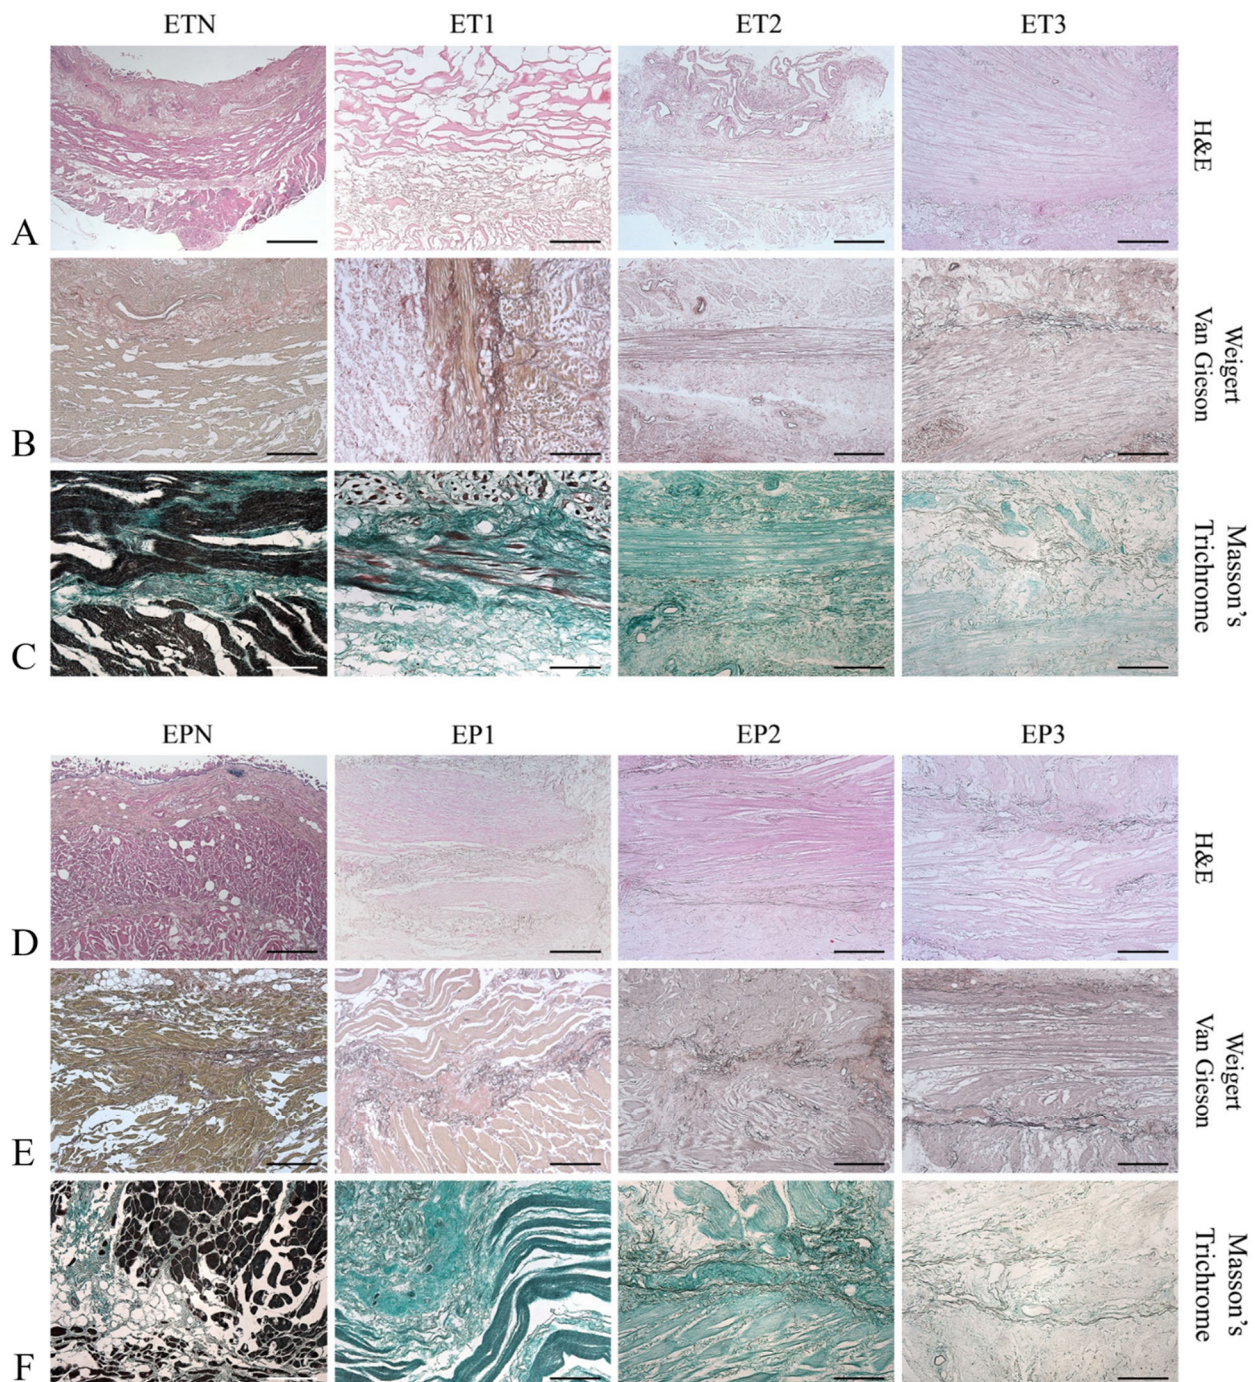 ETN ET1 ET2 ET3
A
H&E
B
Weigert
Van Gieson
C
Masson's
Trichrome
EPN EP1 EP2 EP3
D
H&E
E
Weigert
Van Gieson
F
Masson's
Trichrome